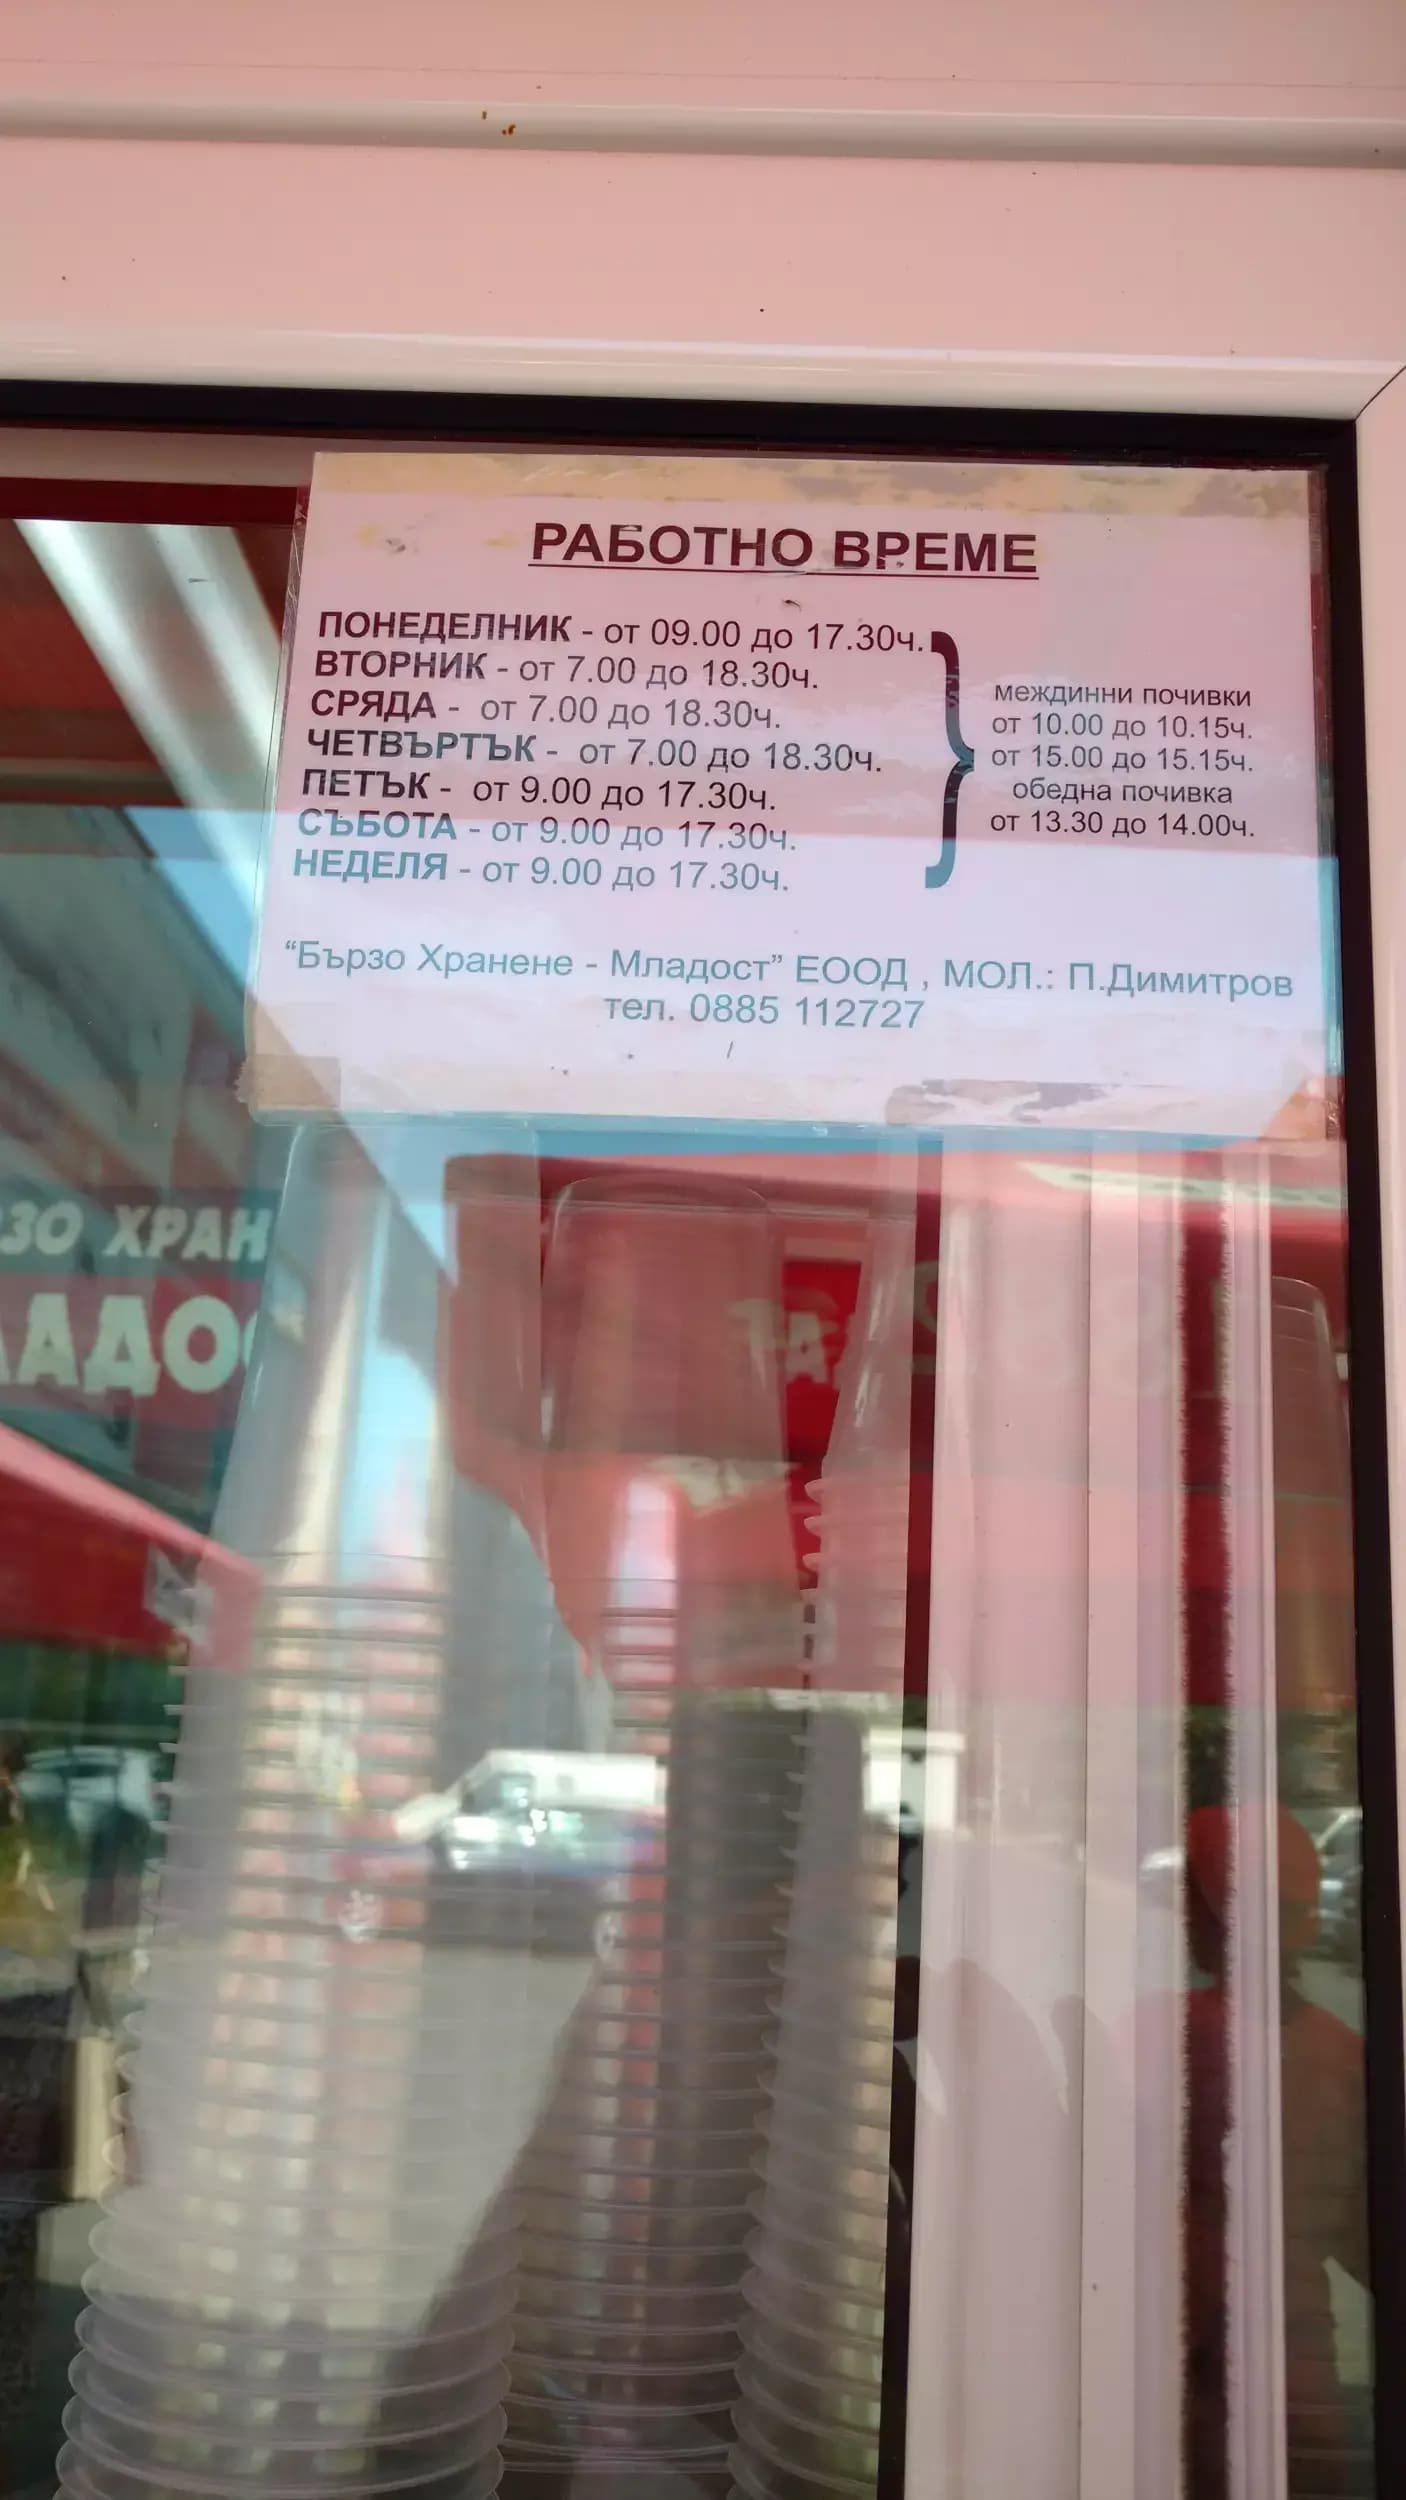 РАБОТНО ВРЕМЕ
ПОНЕДЕЛНИК - от 09.00 до 17.30ч.
ВТОРНИК - от 7.00 до 18.30ч.
СРЯДА - от 7.00 до 18.30ч.
ЧЕТВЪРТЪК - от 7.00 до 18.30ч.
ПЕТЪК - от 9.00 до 17.30ч.
СЪБОТА - от 9.00 до 17.30ч.
НЕДЕЛЯ - от 9.00 до 17.30ч.
междинни почивки
от 10.00 до 10.15ч.
от 15.00 до 15.15ч.
обедна почивка
от 13.30 до 14.00ч.
“Бързо Хранене - Младост” ЕООД , МОЛ.: П.Димитров
тел. 0885 112727
ЗО ХРАН
ЛАДОС